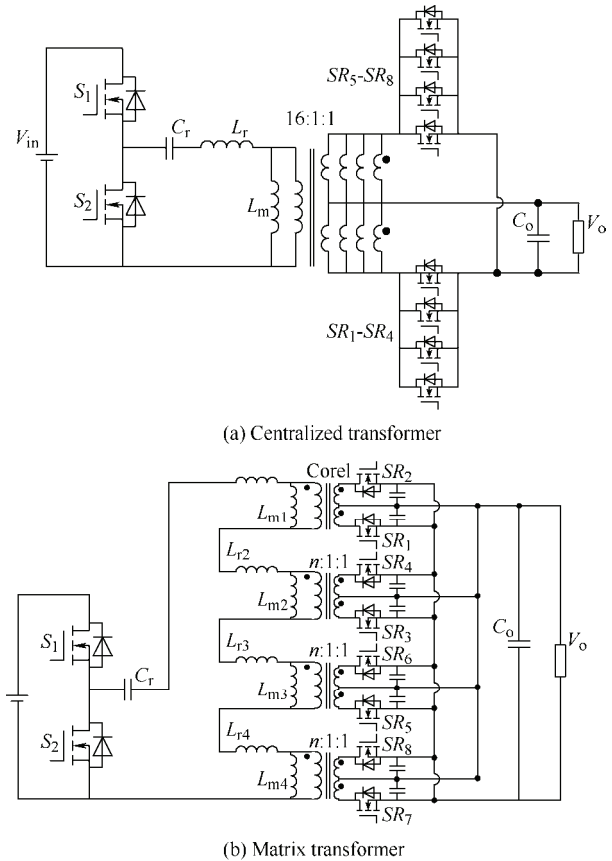 SR5-SR8
S1
Cr
Lr
16:1:1
Vin
Lm
S2
Co
Vo
SR1-SR4
(a) Centralized transformer
Corel
SR2
Lm1
SR1
Lr2
n:1:1
SR4
Lm2
SR3
Lr3
n:1:1
SR6
Co
Vo
S1
Cr
Lm3
SR5
Lr4
n:1:1
SR8
S2
Lm4
SR7
(b) Matrix transformer